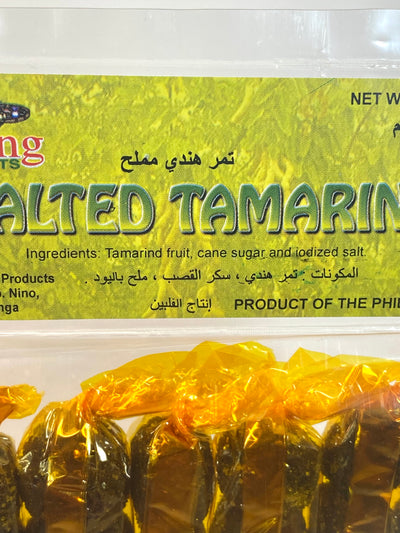 NET W
م
ng
TS
تمر هندي مملح
ALTED TAMARIN
Ingredients: Tamarind fruit, cane sugar and iodized salt.
المكونات : تمر هندي ، سكر القصب ، ملح باليود .
Products
, Nino,
nga
إنتاج الفلبين
PRODUCT OF THE PHI